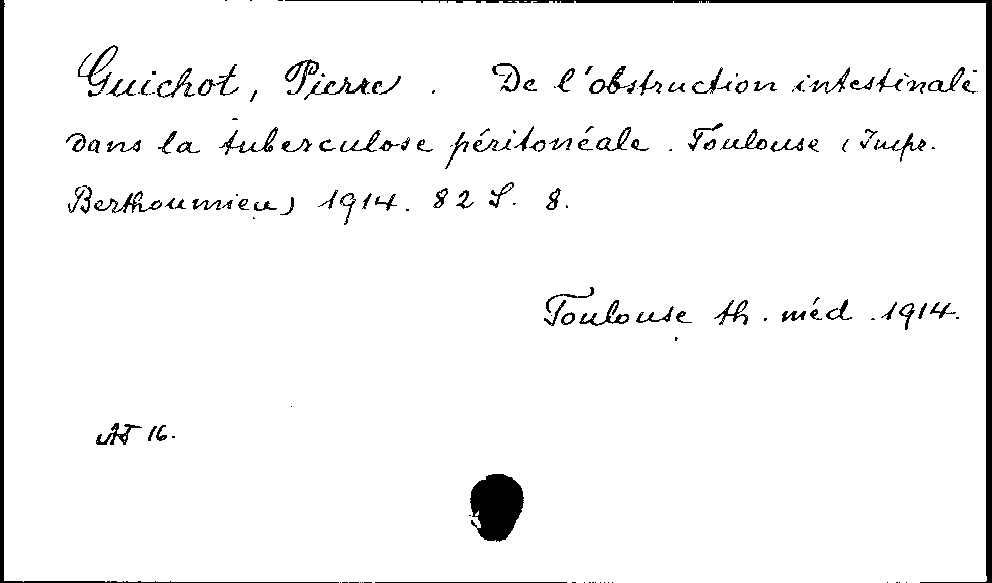 Guichot, Pierre. De l'obstruction intestinale
dans la tuberculose péritonéale. Toulouse (Impr.
Berthoumieu) 1914. 82 S. 8.
Toulouse th. méd. 1914.
AT 16.